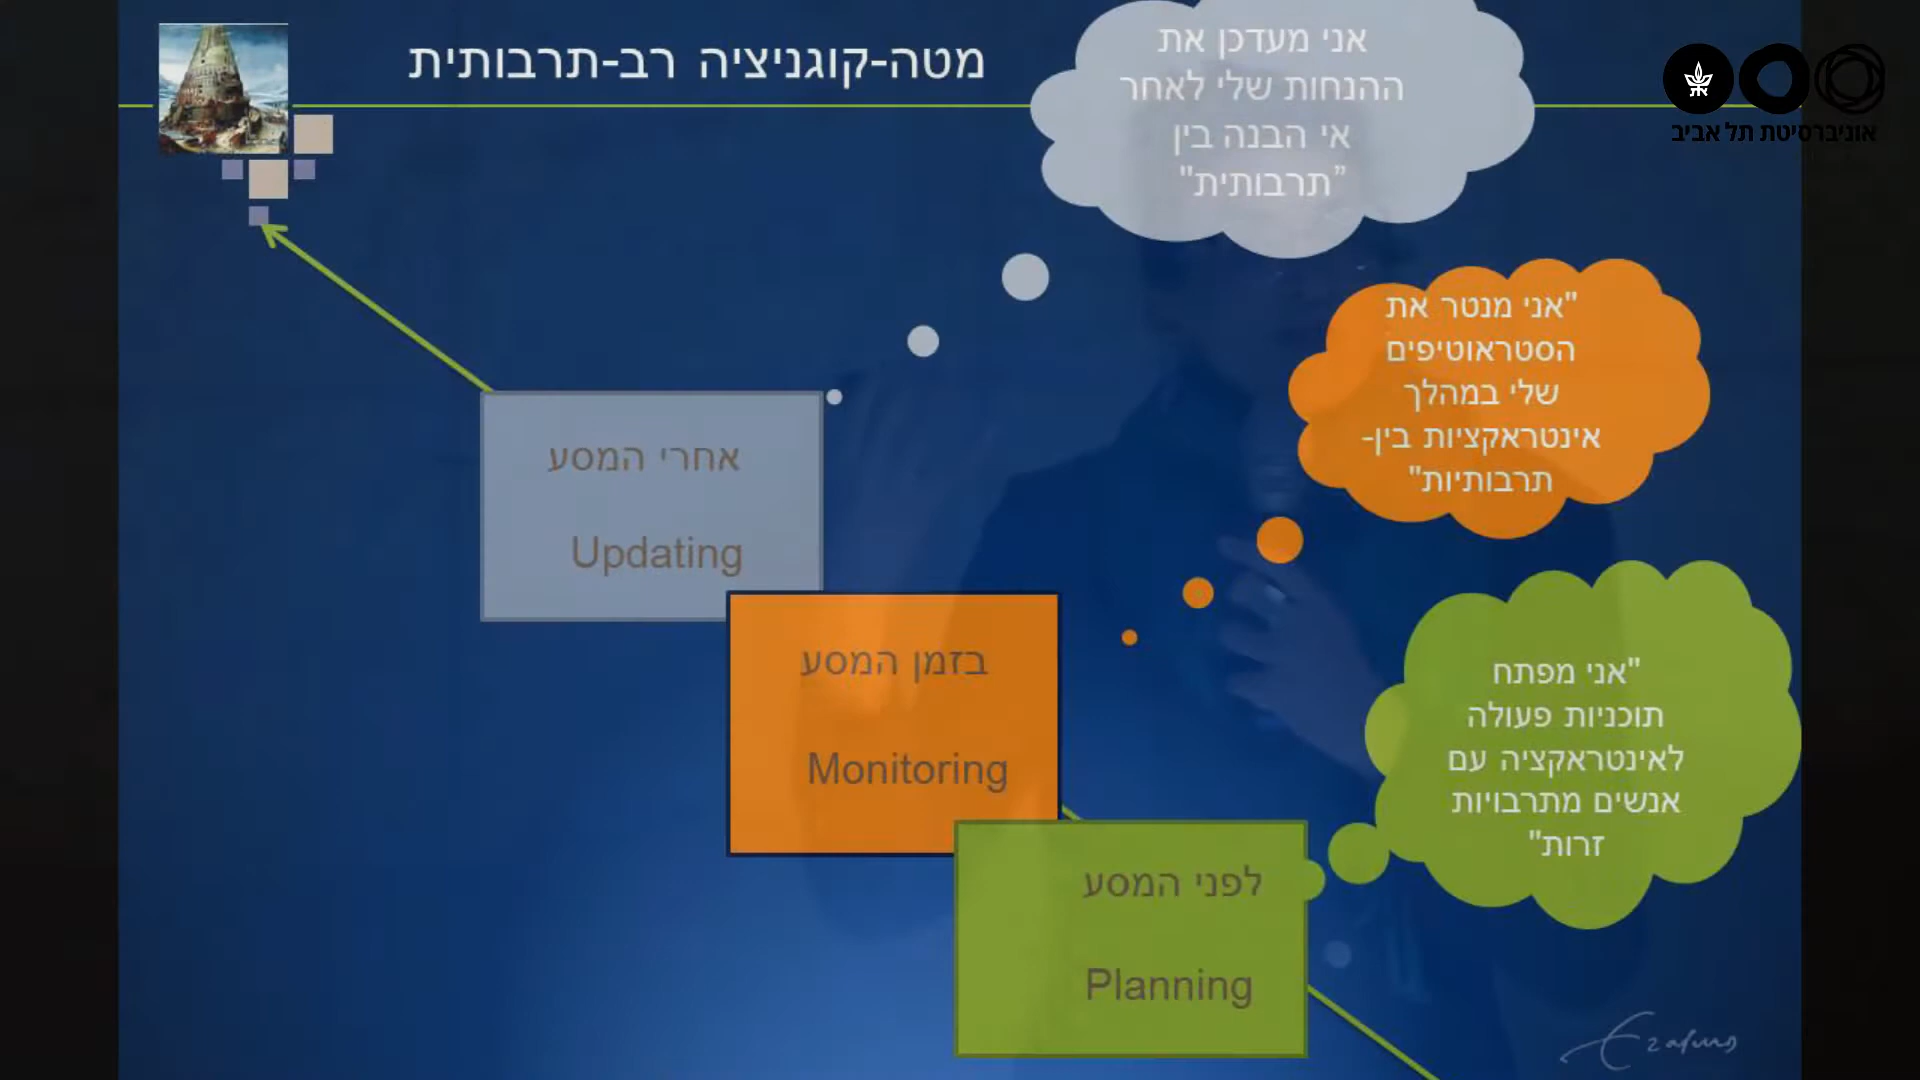 מטה-קוגניציה רב-תרבותית
אני מעדכן את
ההנחות שלי לאחר
אי הבנה בין
"תרבותית"
אוניברסיטת תל אביב
"אני מנטר את
הסטראוטיפים
שלי במהלך
אינטראקציות בין-
תרבותיות"
אחרי המסע
Updating
בזמן המסע
Monitoring
"אני מפתח
תוכניות פעולה
לאינטראקציה עם
אנשים מתרבויות
זרות"
לפני המסע
Planning